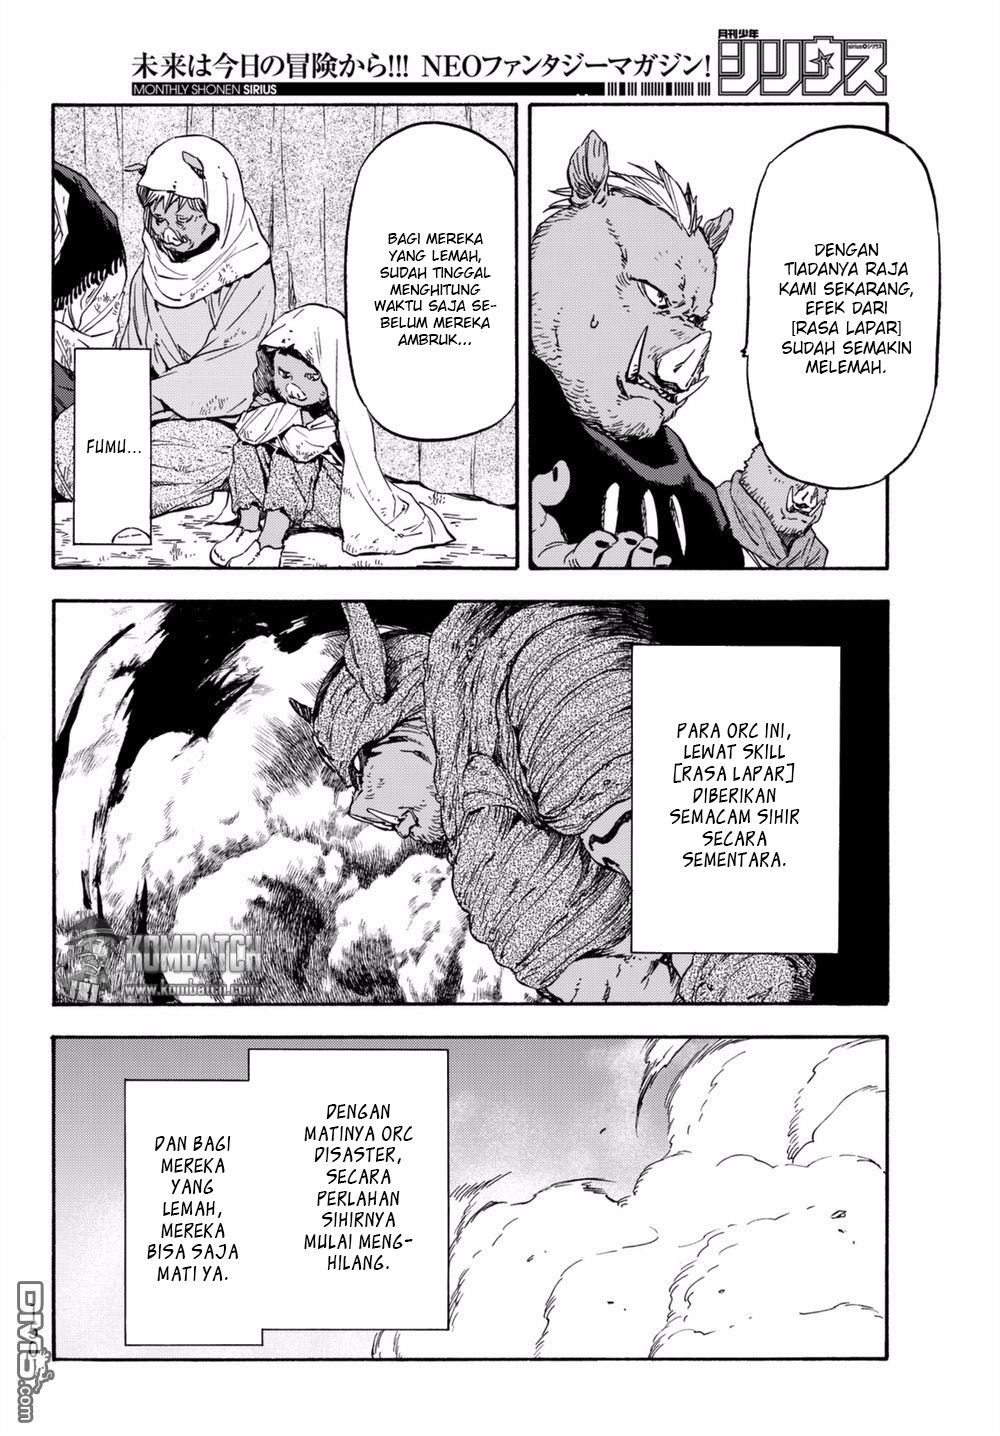 未来は今日の冒険から!!! NEOファンタジーマガジン!
月刊少年
シリウス
MONTHLY SHONEN SIRIUS
DENGAN
TIADANYA RAJA
KAMI SEKARANG,
EFEK DARI
[RASA LAPAR]
SUDAH SEMAKIN
MELEMAH.
BAGI MEREKA
YANG LEMAH,
SUDAH TINGGAL
MENGHITUNG
WAKTU SAJA SE-
BELUM MEREKA
AMBRUK...
FUMU...
PARA ORC INI,
LEWAT SKILL
[RASA LAPAR]
DIBERIKAN
SEMACAM SIHIR
SECARA
SEMENTARA.
KOMBATCH
www.kombatch.com
DENGAN
MATINYA ORC
DISASTER,
SECARA
PERLAHAN
SIHIRNYA
MULAI MENG-
HILANG.
DAN BAGI
MEREKA
YANG
LEMAH,
MEREKA
BISA SAJA
MATI YA.